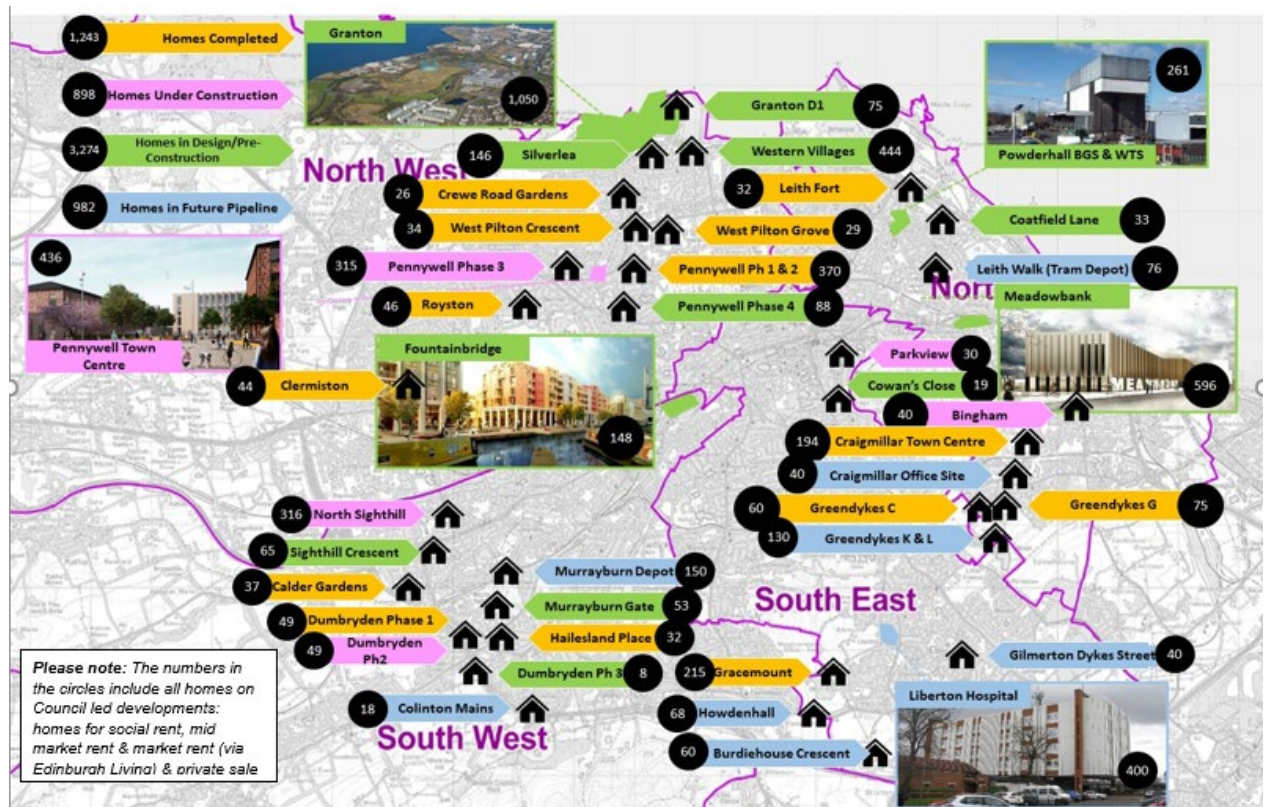 1,243 Homes Completed
898 Homes Under Construction
3,274 Homes in Design/Pre-
Construction
982 Homes in Future Pipeline
Granton
1,050
261
Powderhall BGS & WTS
Granton D1 75
146 Silverlea
Western Villages 444
North West
26 Crewe Road Gardens
32 Leith Fort
34 West Pilton Crescent
West Pilton Grove 29
Coatfield Lane 33
436
Pennywell Town
Centre
315 Pennywell Phase 3
Pennywell Ph 1 & 2 370
Leith Walk (Tram Depot) 76
46 Royston
Pennywell Phase 4 88
Nort
Meadowbank
596
Fountainbridge
148
44 Clermiston
Parkview 30
Cowan's Close 19
40 Bingham
194 Craigmillar Town Centre
40 Craigmillar Office Site
60 Greendykes C
Greendykes G 75
130 Greendykes K & L
316 North Sighthill
65 Sighthill Crescent
37 Calder Gardens
Murrayburn Depot 150
49 Dumbryden Phase 1
Murrayburn Gate 53
South East
49 Dumbryden
Ph2
Hailesland Place 32
Dumbryden Ph 3 8
215 Gracemount
Gilmerton Dykes Street 40
18 Colinton Mains
68 Howdenhall
South West
60 Burdiehouse Crescent
Liberton Hospital
400
Please note: The numbers in
the circles include all homes on
Council led developments:
homes for social rent, mid
market rent & market rent (via
Edinburgh Living) & private sale